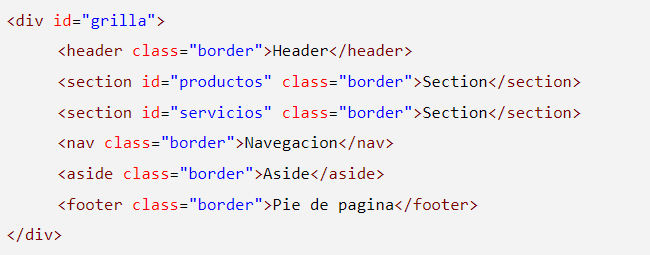 <div id="grilla">
<header class="border">Header</header>
<section id="productos" class="border">Section</section>
<section id="servicios" class="border">Section</section>
<nav class="border">Navegacion</nav>
<aside class="border">Aside</aside>
<footer class="border">Pie de pagina</footer>
</div>